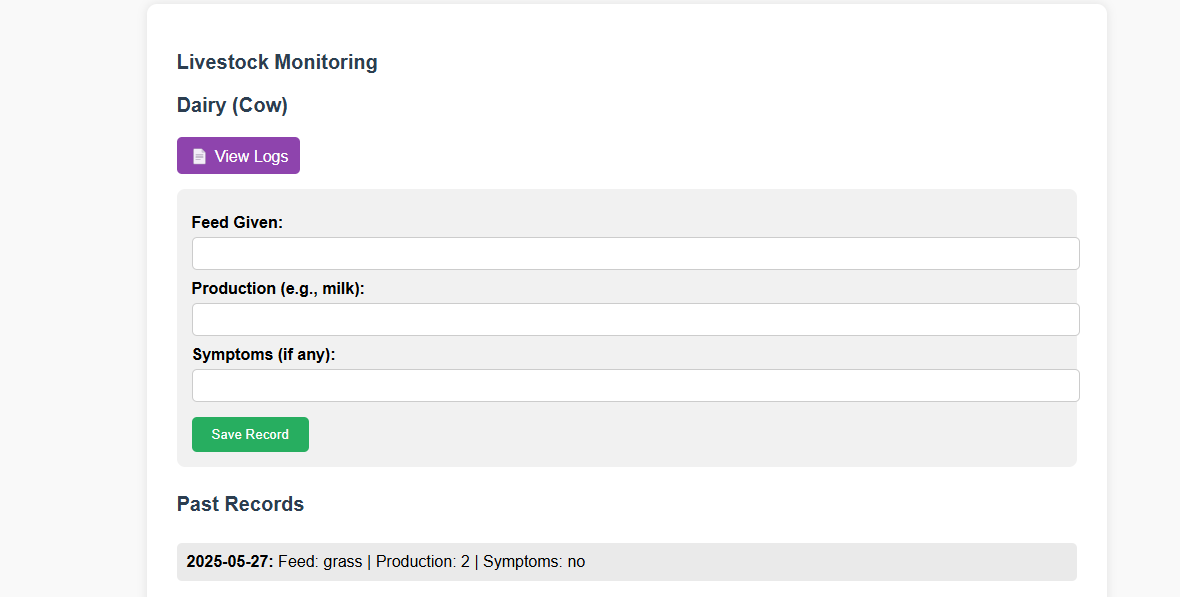 Livestock Monitoring
Dairy (Cow)
View Logs
Feed Given:
Production (e.g., milk):
Symptoms (if any):
Save Record
Past Records
2025-05-27: Feed: grass | Production: 2 | Symptoms: no